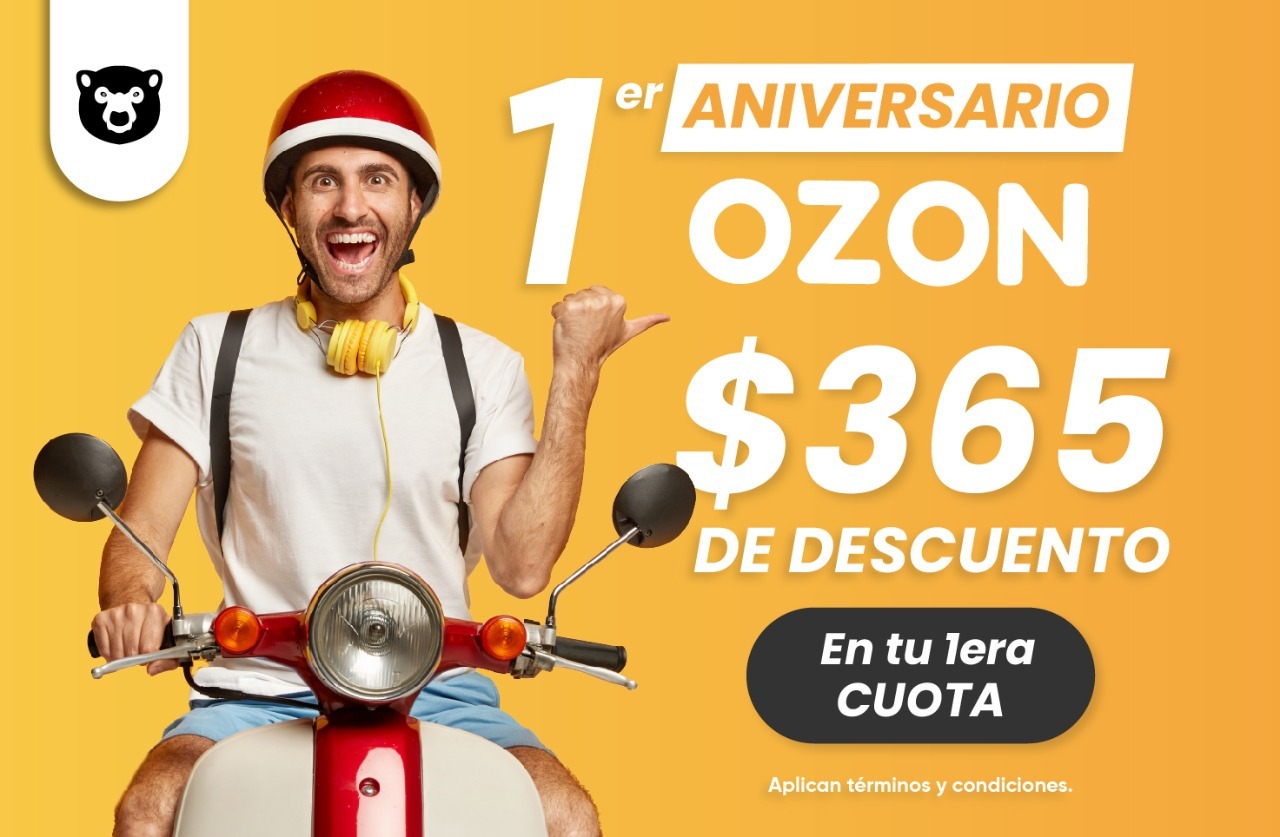 1er ANIVERSARIO
OZON
$365
DE DESCUENTO
En tu 1era
CUOTA
Aplican términos y condiciones.